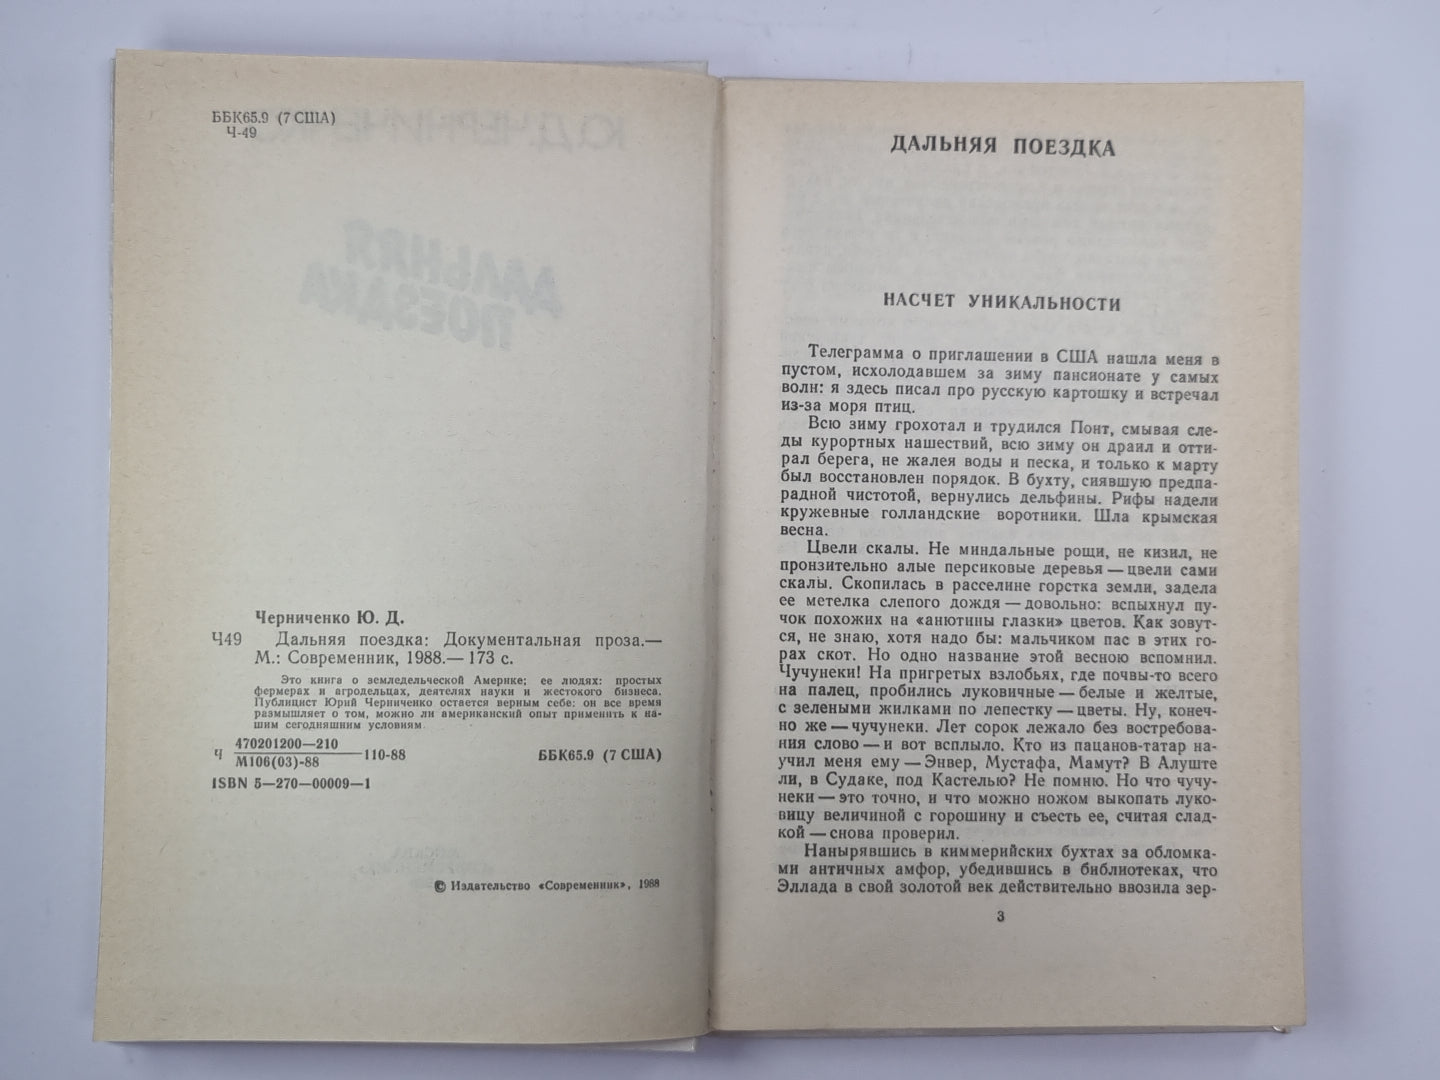 ББК65.9 (7 США)
Ч-49
Черниченко Ю. Д.
Ч49 Дальняя поездка: Документальная проза.—
М.: Современник, 1988.— 173 с.
Это книга о земледельческой Америке; ее людях: простых
фермерах и агродельцах, деятелях науки и жестокого бизнеса.
Публицист Юрий Черниченко остается верным себе: он все время
размышляет о том, можно ли американский опыт применить к на-
шим сегодняшним условиям.
Ч 470201200—210
М106(03)-88 110-88 ББК65.9 (7 США)
ISBN 5—270—00009—1
© Издательство «Современник», 1988
ДАЛЬНЯЯ ПОЕЗДКА
НАСЧЕТ УНИКАЛЬНОСТИ
Телеграмма о приглашении в США нашла меня в
пустом, исхолодавшем за зиму пансионате у самых
волн: я здесь писал про русскую картошку и встречал
из-за моря птиц.
Всю зиму грохотал и трудился Понт, смывая сле-
ды курортных нашествий, всю зиму он драил и отти-
рал берега, не жалея воды и песка, и только к марту
был восстановлен порядок. В бухту, сиявшую предпа-
радной чистотой, вернулись дельфины. Рифы надели
кружевные голландские воротники. Шла крымская
весна.
Цвели скалы. Не миндальные рощи, не кизил, не
пронзительно алые персиковые деревья — цвели сами
скалы. Скопилась в расселине горстка земли, задела
ее метелка слепого дождя — довольно: вспыхнул пу-
чок похожих на «анютины глазки» цветов. Как зовут-
ся, не знаю, хотя надо бы: мальчиком пас в этих го-
рах скот. Но одно название этой весною вспомнил.
Чучунеки! На пригретых взлобьях, где почвы-то всего
на палец, пробились луковичные — белые и желтые,
с зелеными жилками по лепестку — цветы. Ну, конеч-
но же — чучунеки. Лет сорок лежало без востребова-
ния слово — и вот всплыло. Кто из пацанов-татар на-
учил меня ему — Энвер, Мустафа, Мамут? В Алуште
ли, в Судаке, под Кастелью? Не помню. Но что чучу-
неки — это точно, и что можно ножом выкопать луко-
вицу величиной с горошину и съесть ее, считая слад-
кой — снова проверил.
Нанырявшись в киммерийских бухтах за обломка-
ми античных амфор, убедившись в библиотеках, что
Эллада в свой золотой век действительно ввозила зер-
3